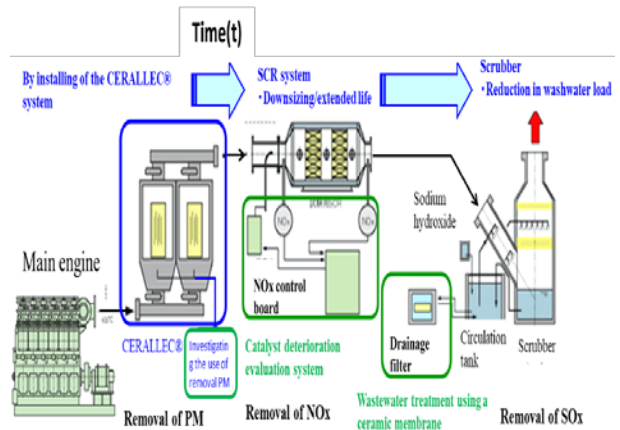 Time(t)
By installing of the CERALLEC®
system
SCR system
・Downsizing/extended life
Scrubber
・Reduction in washwater load
Main engine
CERALLEC®
Investigatin
g the use of
removal PM
Removal of PM
NOx
NOx
NOx control
board
Catalyst deterioration
evaluation system
Removal of NOx
Sodium
hydroxide
Drainage
filter
Circulation
tank
Scrubber
Wastewater treatment using a
ceramic membrane
Removal of SOx